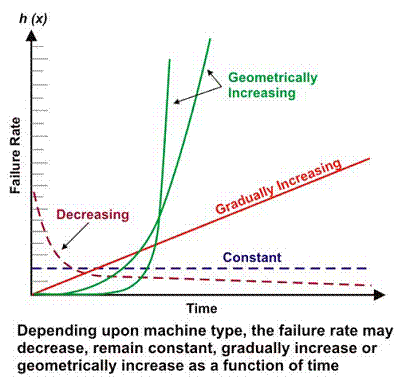 h (x)
Geometrically
Increasing
Failure Rate
Gradually Increasing
Decreasing
Constant
Time
Depending upon machine type, the failure rate may
decrease, remain constant, gradually increase or
geometrically increase as a function of time